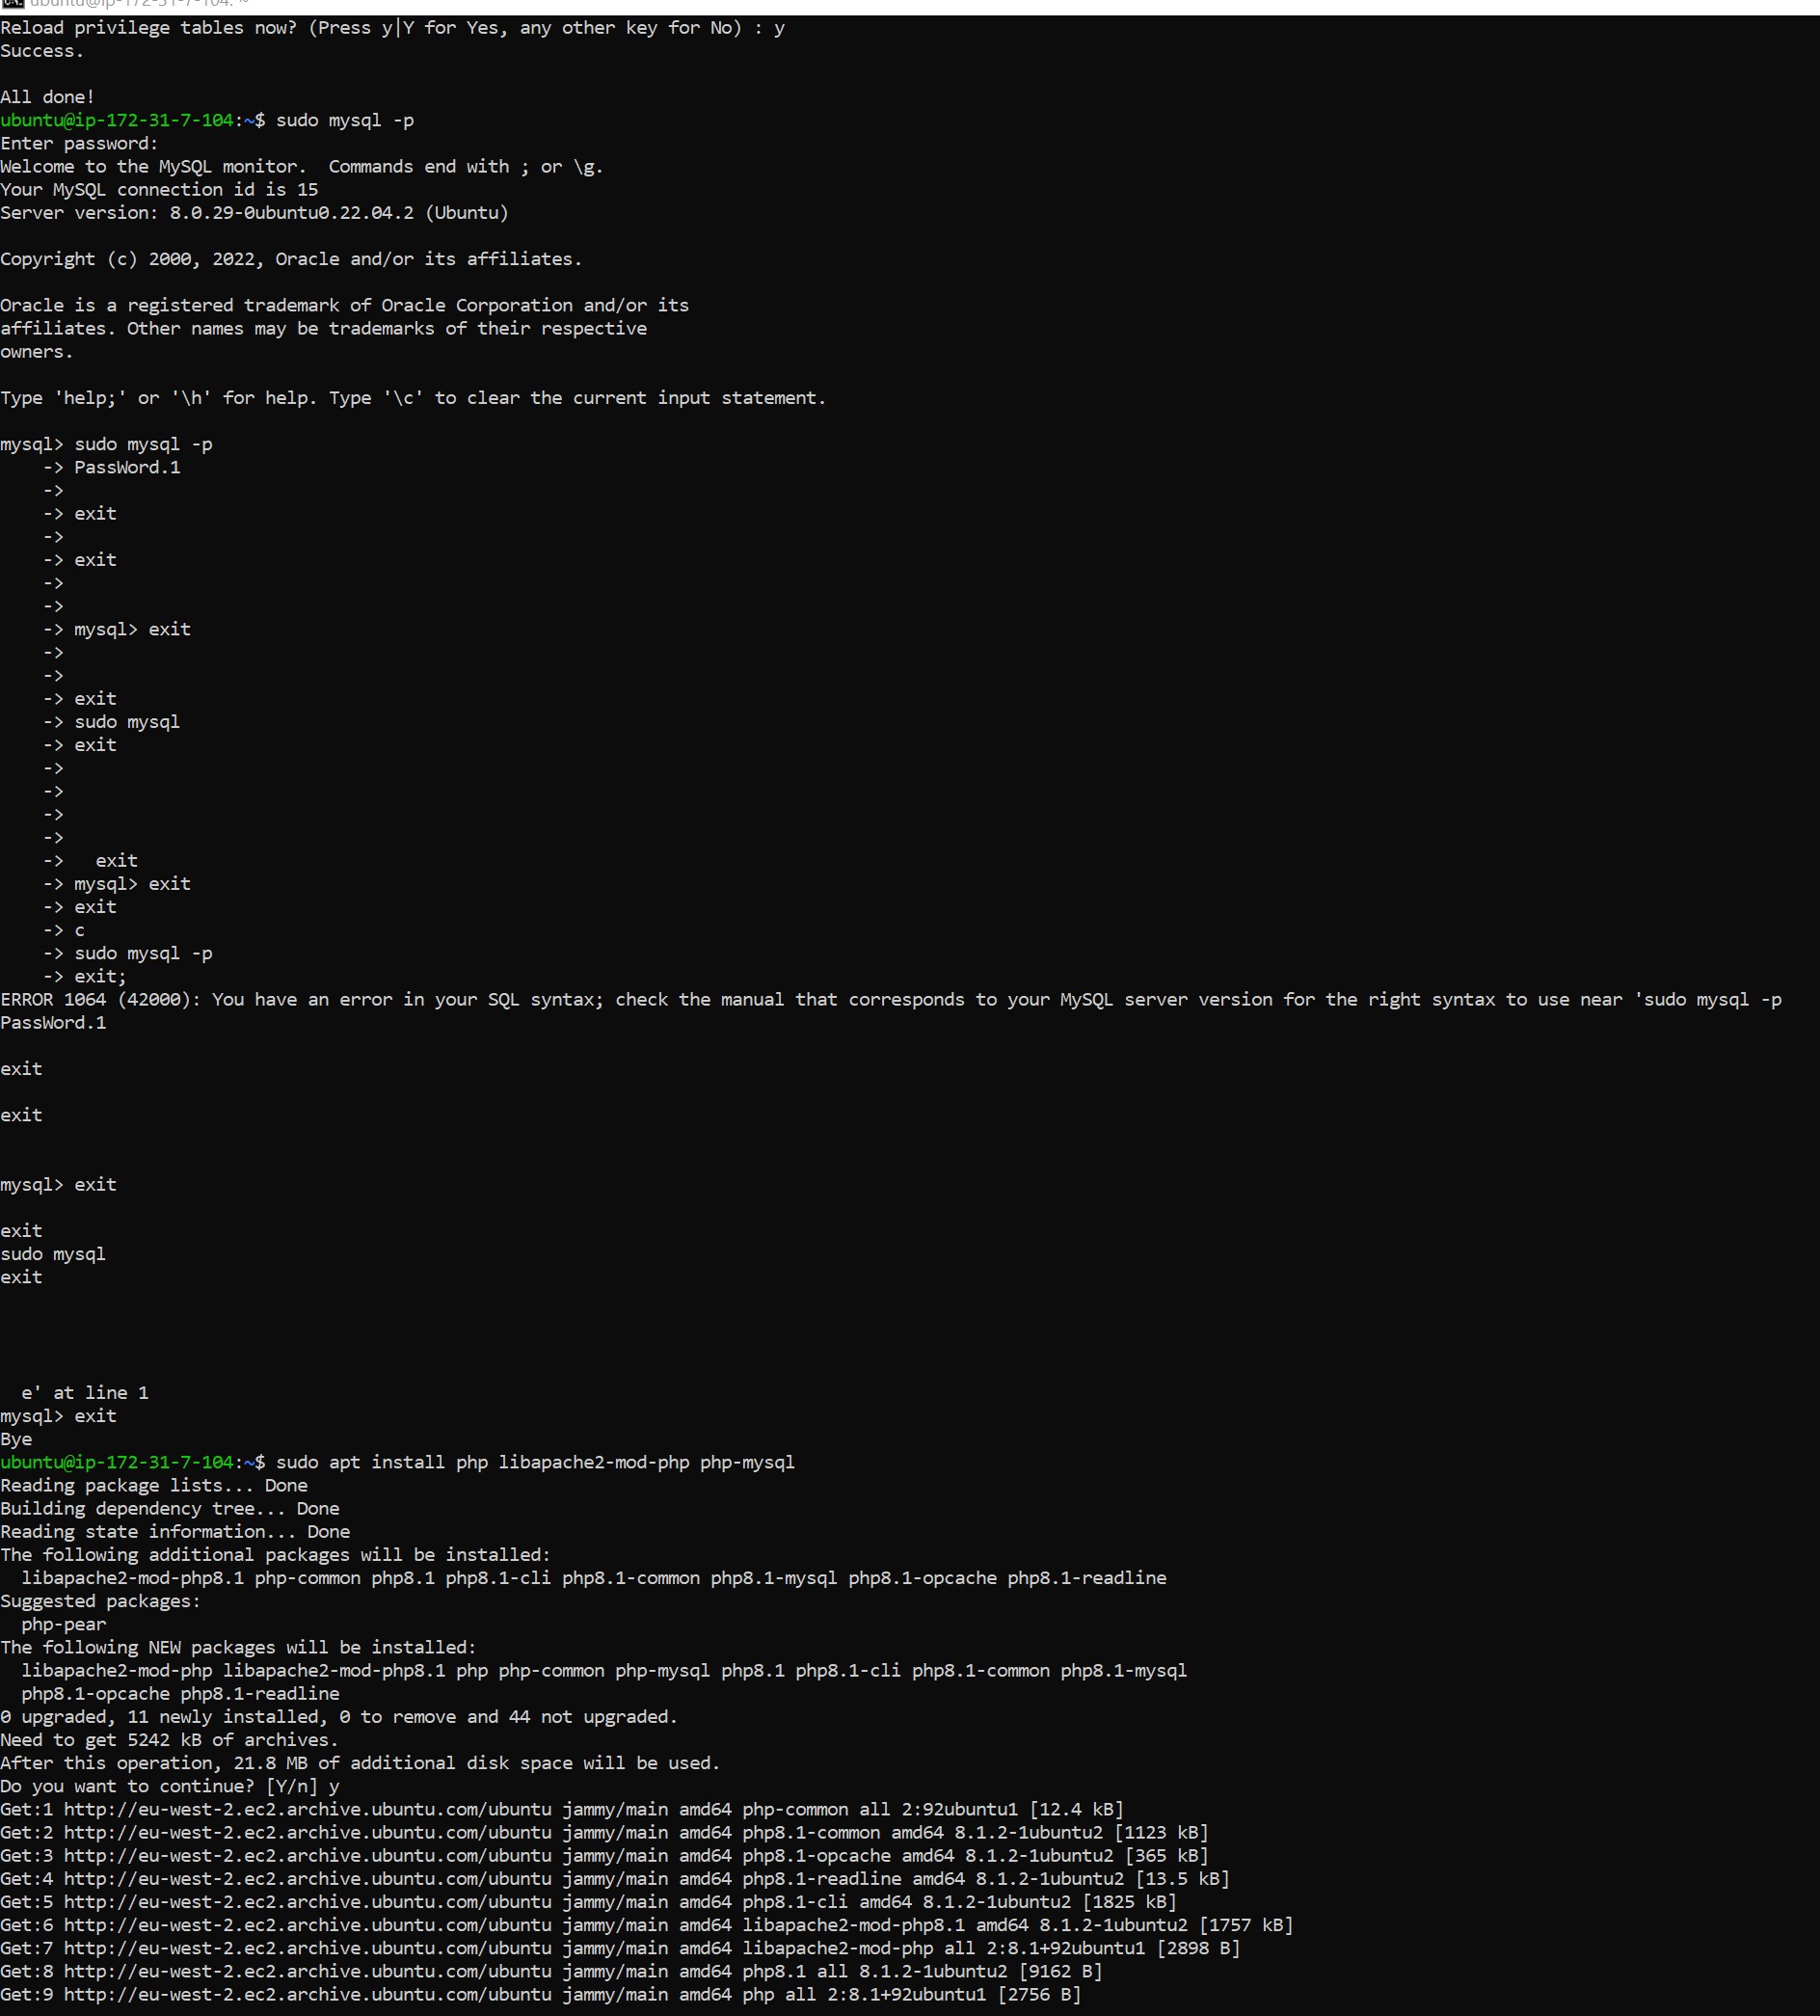 ubuntu@ip-172-31-7-104: ~
Reload privilege tables now? (Press y|Y for Yes, any other key for No) : y
Success.
All done!
ubuntu@ip-172-31-7-104:~$ sudo mysql -p
Enter password:
Welcome to the MySQL monitor.  Commands end with ; or \g.
Your MySQL connection id is 15
Server version: 8.0.29-0ubuntu0.22.04.2 (Ubuntu)
Copyright (c) 2000, 2022, Oracle and/or its affiliates.
Oracle is a registered trademark of Oracle Corporation and/or its
affiliates. Other names may be trademarks of their respective
owners.
Type 'help;' or '\h' for help. Type '\c' to clear the current input statement.
mysql> sudo mysql -p
    -> PassWord.1
    ->
    -> exit
    ->
    -> exit
    ->
    ->
    -> mysql> exit
    ->
    ->
    -> exit
    -> sudo mysql
    -> exit
    ->
    ->
    ->
    ->
    ->   exit
    -> mysql> exit
    -> exit
    -> c
    -> sudo mysql -p
    -> exit;
ERROR 1064 (42000): You have an error in your SQL syntax; check the manual that corresponds to your MySQL server version for the right syntax to use near 'sudo mysql -p
PassWord.1
exit
exit
mysql> exit
exit
sudo mysql
exit
  e' at line 1
mysql> exit
Bye
ubuntu@ip-172-31-7-104:~$ sudo apt install php libapache2-mod-php php-mysql
Reading package lists... Done
Building dependency tree... Done
Reading state information... Done
The following additional packages will be installed:
  libapache2-mod-php8.1 php-common php8.1 php8.1-cli php8.1-common php8.1-mysql php8.1-opcache php8.1-readline
Suggested packages:
  php-pear
The following NEW packages will be installed:
  libapache2-mod-php libapache2-mod-php8.1 php php-common php-mysql php8.1 php8.1-cli php8.1-common php8.1-mysql
  php8.1-opcache php8.1-readline
0 upgraded, 11 newly installed, 0 to remove and 44 not upgraded.
Need to get 5242 kB of archives.
After this operation, 21.8 MB of additional disk space will be used.
Do you want to continue? [Y/n] y
Get:1 http://eu-west-2.ec2.archive.ubuntu.com/ubuntu jammy/main amd64 php-common all 2:92ubuntu1 [12.4 kB]
Get:2 http://eu-west-2.ec2.archive.ubuntu.com/ubuntu jammy/main amd64 php8.1-common amd64 8.1.2-1ubuntu2 [1123 kB]
Get:3 http://eu-west-2.ec2.archive.ubuntu.com/ubuntu jammy/main amd64 php8.1-opcache amd64 8.1.2-1ubuntu2 [365 kB]
Get:4 http://eu-west-2.ec2.archive.ubuntu.com/ubuntu jammy/main amd64 php8.1-readline amd64 8.1.2-1ubuntu2 [13.5 kB]
Get:5 http://eu-west-2.ec2.archive.ubuntu.com/ubuntu jammy/main amd64 php8.1-cli amd64 8.1.2-1ubuntu2 [1825 kB]
Get:6 http://eu-west-2.ec2.archive.ubuntu.com/ubuntu jammy/main amd64 libapache2-mod-php8.1 amd64 8.1.2-1ubuntu2 [1757 kB]
Get:7 http://eu-west-2.ec2.archive.ubuntu.com/ubuntu jammy/main amd64 libapache2-mod-php all 2:8.1+92ubuntu1 [2898 B]
Get:8 http://eu-west-2.ec2.archive.ubuntu.com/ubuntu jammy/main amd64 php8.1 all 8.1.2-1ubuntu2 [9162 B]
Get:9 http://eu-west-2.ec2.archive.ubuntu.com/ubuntu jammy/main amd64 php all 2:8.1+92ubuntu1 [2756 B]